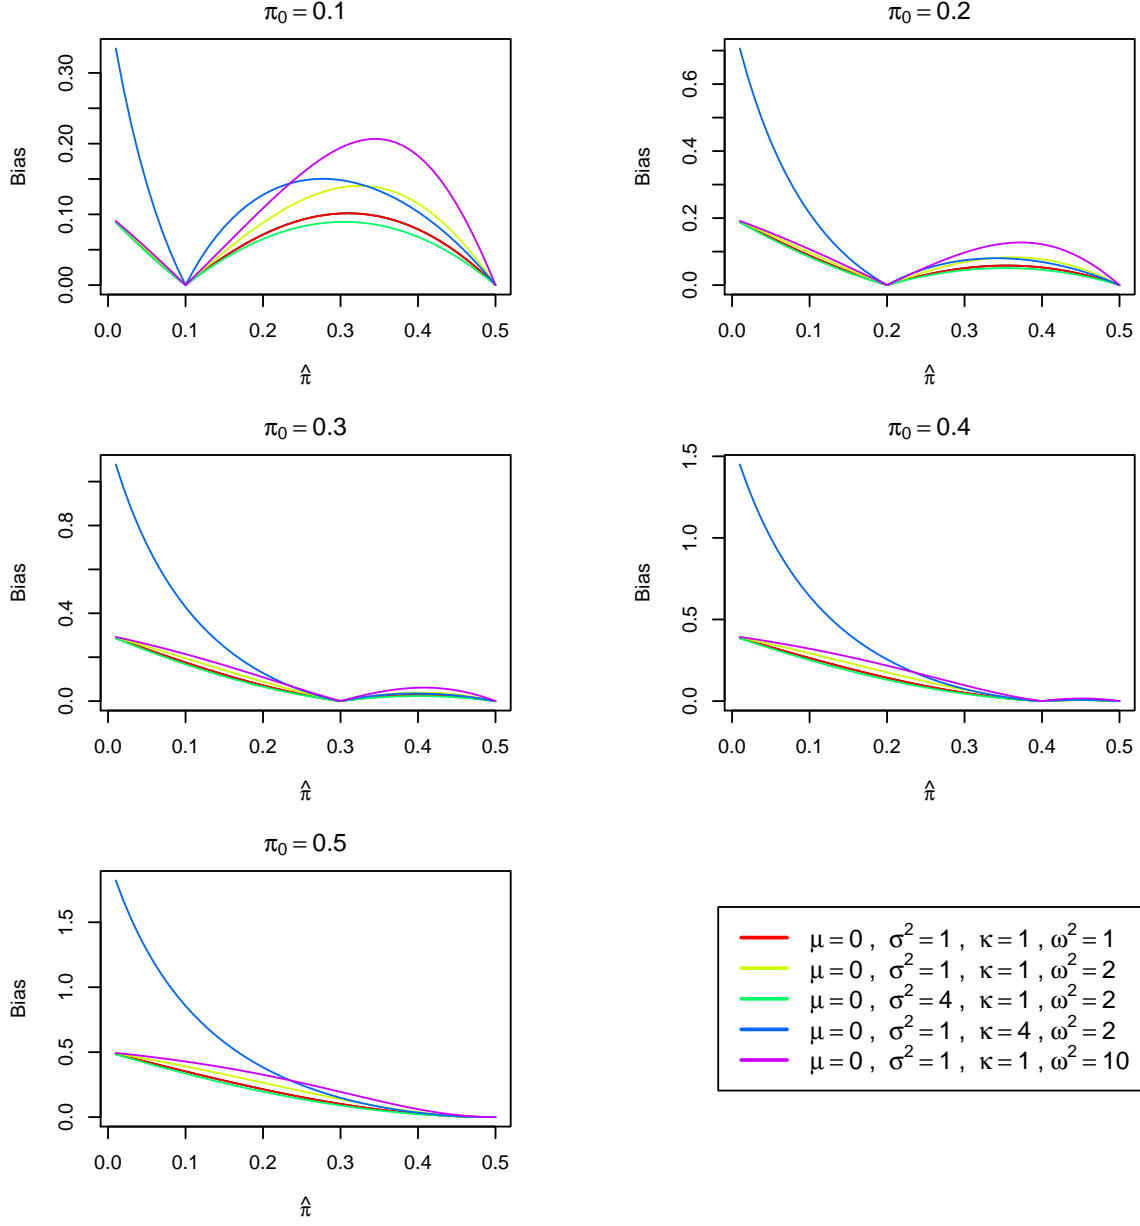 π₀ = 0.1
Bias
0.00 0.10 0.20 0.30
0.0 0.1 0.2 0.3 0.4 0.5
π̂
π₀ = 0.2
Bias
0.0 0.2 0.4 0.6
0.0 0.1 0.2 0.3 0.4 0.5
π̂
π₀ = 0.3
Bias
0.0 0.4 0.8
0.0 0.1 0.2 0.3 0.4 0.5
π̂
π₀ = 0.4
Bias
0.0 0.5 1.0 1.5
0.0 0.1 0.2 0.3 0.4 0.5
π̂
π₀ = 0.5
Bias
0.0 0.5 1.0 1.5
0.0 0.1 0.2 0.3 0.4 0.5
π̂
μ = 0 , σ² = 1 , κ = 1 , ω² = 1
μ = 0 , σ² = 1 , κ = 1 , ω² = 2
μ = 0 , σ² = 4 , κ = 1 , ω² = 2
μ = 0 , σ² = 1 , κ = 4 , ω² = 2
μ = 0 , σ² = 1 , κ = 1 , ω² = 10